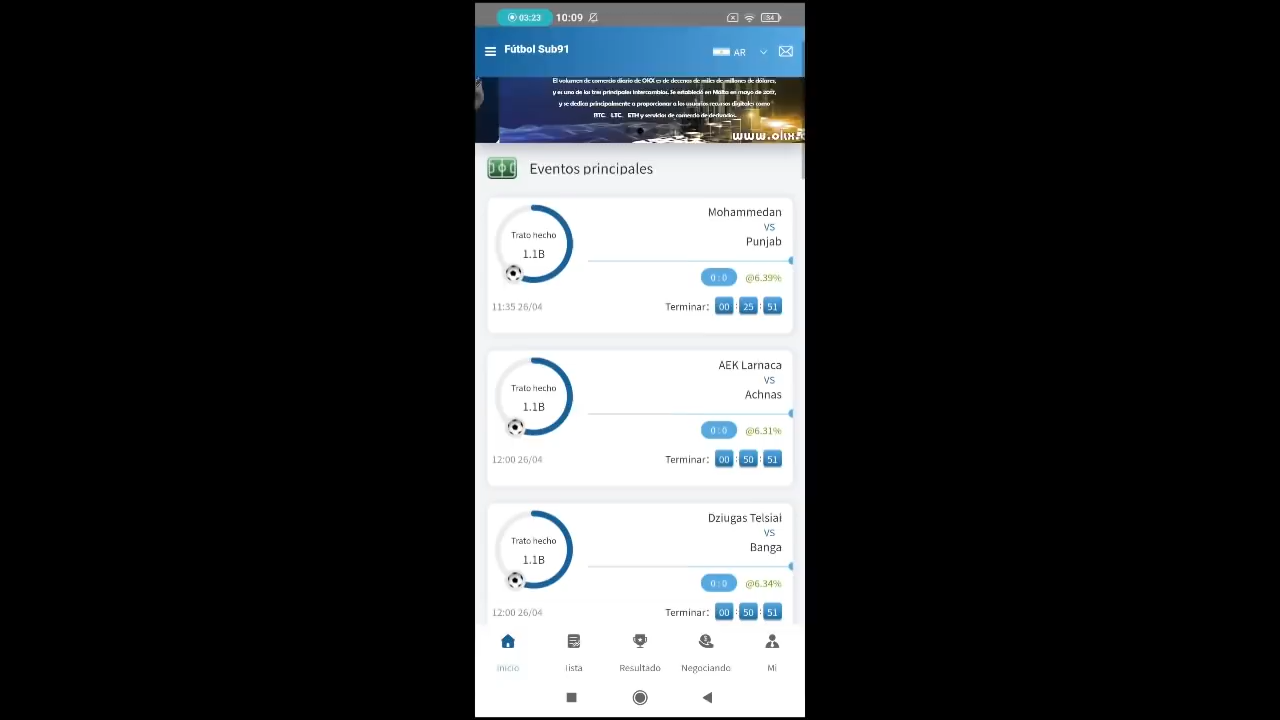 03:23 10:09 54
Fútbol Sub91 AR
El volumen de comercio diario de OKX es de decenas de miles de millones de dólares,
y es una de las tres principales intercambios. Se estableció en Malta en mayo de 2017,
y se dedica principalmente a proporcionar a los usuarios recursos digitales como
BTC、LTC、ETH y servicios de comercio de derivados.
www.okx.c
Eventos principales
Mohammedan
Trato hecho
VS
1.1B
Punjab
0 : 0 @6.39%
11:35 26/04 Terminar: 00 : 25 : 51
AEK Larnaca
Trato hecho
VS
1.1B
Achnas
0 : 0 @6.31%
12:00 26/04 Terminar: 00 : 50 : 51
Dziugas Telsiai
Trato hecho
VS
1.1B
Banga
0 : 0 @6.34%
12:00 26/04 Terminar: 00 : 50 : 51
Inicio lista Resultado Negociando Mi